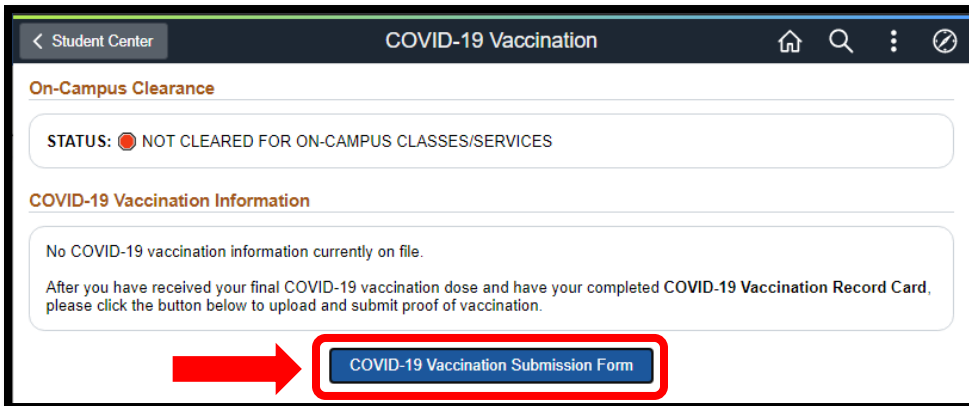 Student Center
COVID-19 Vaccination
On-Campus Clearance
STATUS: NOT CLEARED FOR ON-CAMPUS CLASSES/SERVICES
COVID-19 Vaccination Information
No COVID-19 vaccination information currently on file.
After you have received your final COVID-19 vaccination dose and have your completed COVID-19 Vaccination Record Card,
please click the button below to upload and submit proof of vaccination.
COVID-19 Vaccination Submission Form